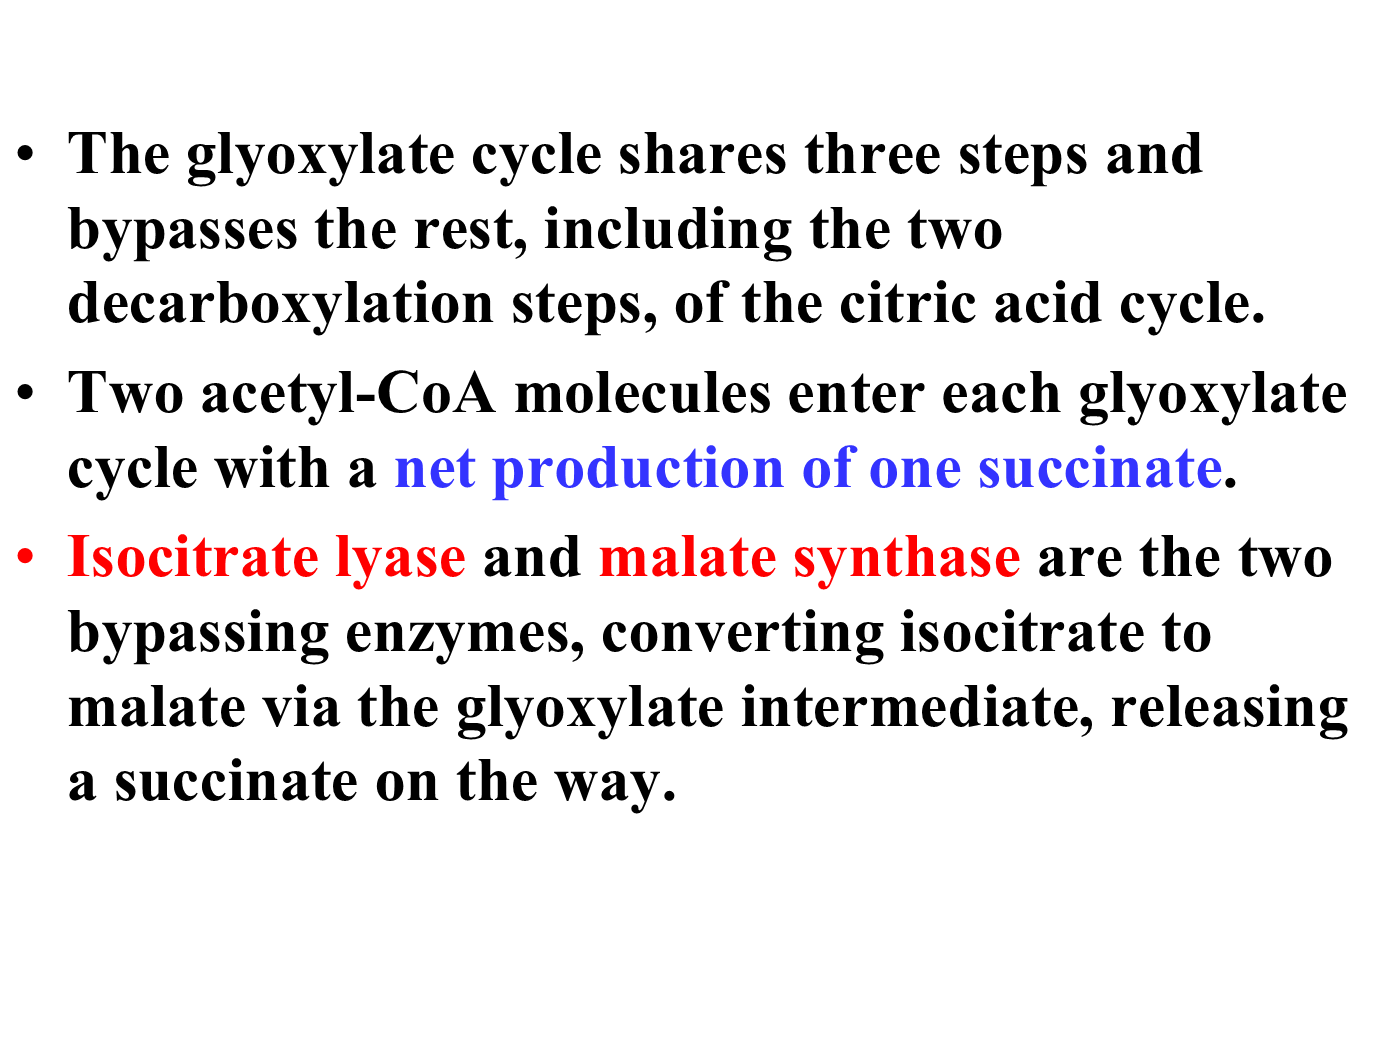 • The glyoxylate cycle shares three steps and
bypasses the rest, including the two
decarboxylation steps, of the citric acid cycle.
• Two acetyl-CoA molecules enter each glyoxylate
cycle with a net production of one succinate.
• Isocitrate lyase and malate synthase are the two
bypassing enzymes, converting isocitrate to
malate via the glyoxylate intermediate, releasing
a succinate on the way.